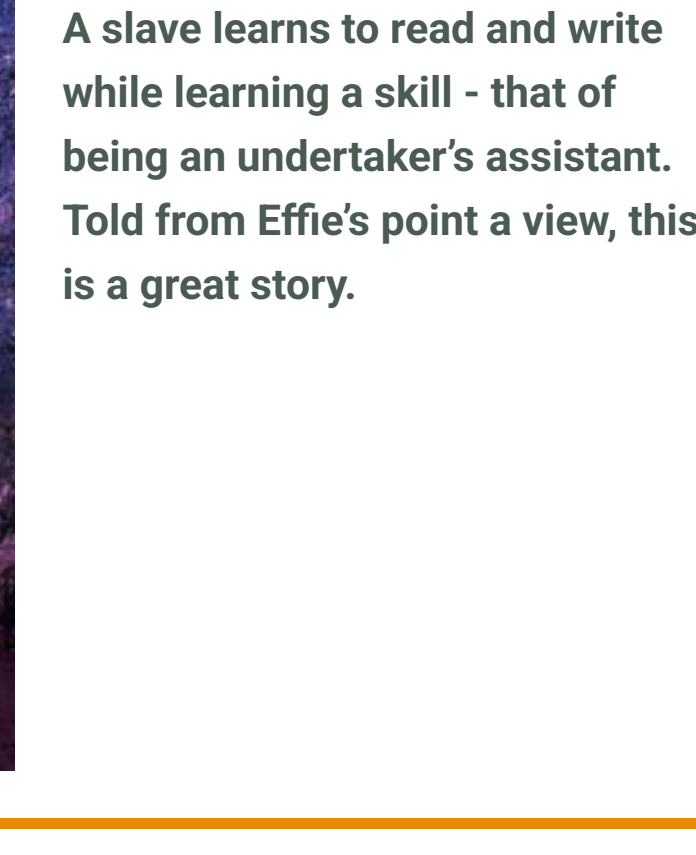 A slave learns to read and write
while learning a skill - that of
being an undertaker’s assistant.
Told from Effie’s point a view, this
is a great story.